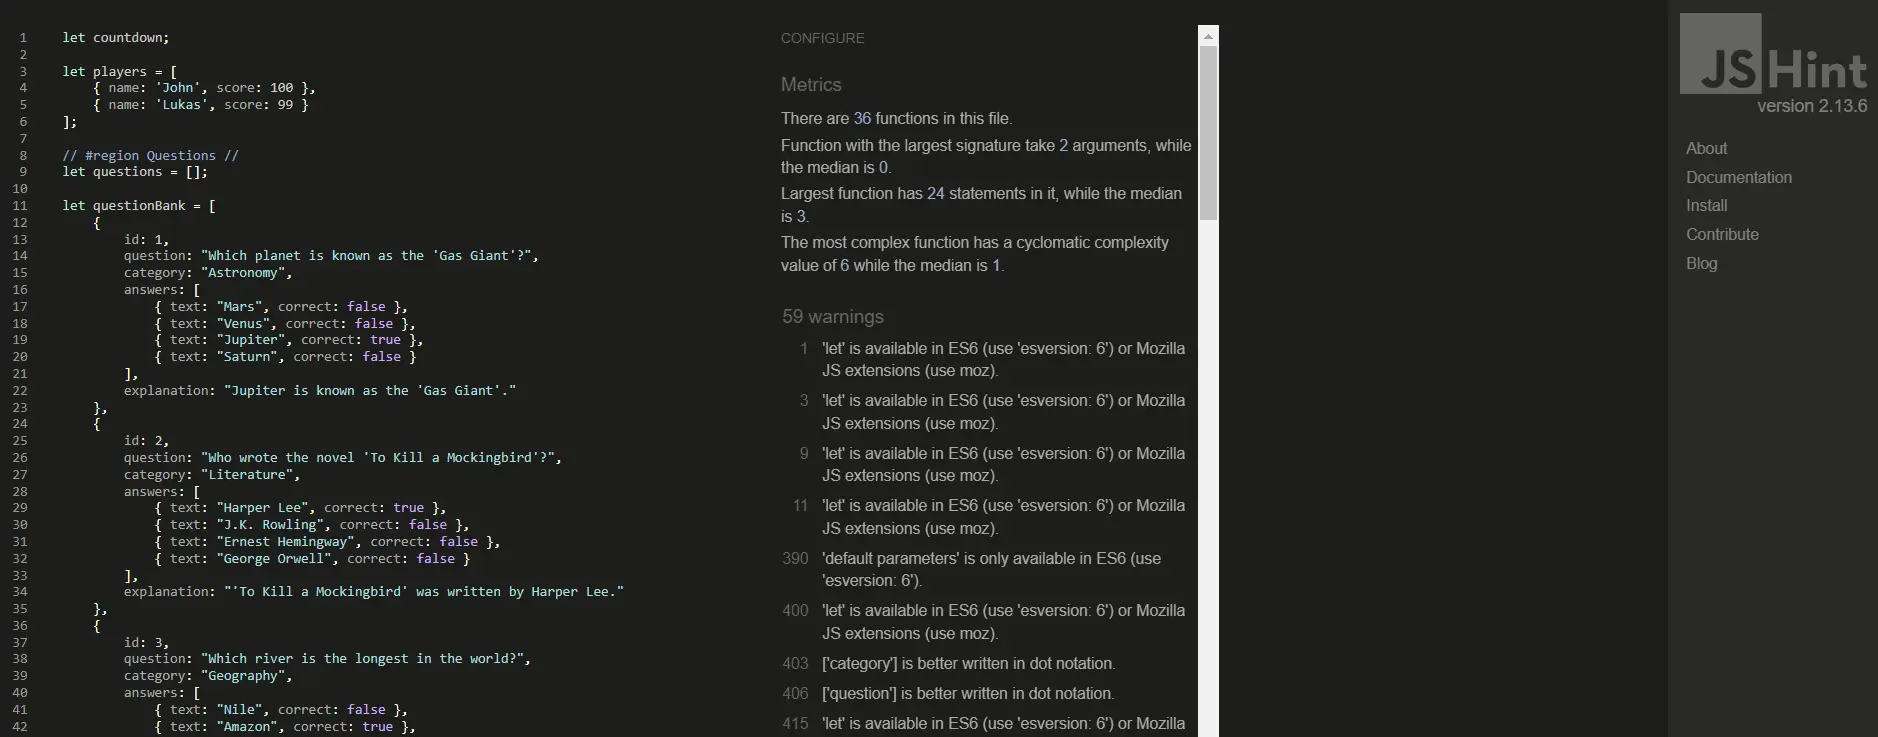 1 let countdown;
2
3 let players = [
4 { name: 'John', score: 100 },
5 { name: 'Lukas', score: 99 }
6 ];
7
8 // #region Questions //
9 let questions = [];
10
11 let questionBank = [
12 {
13 id: 1,
14 question: "Which planet is known as the 'Gas Giant'?",
15 category: "Astronomy",
16 answers: [
17 { text: "Mars", correct: false },
18 { text: "Venus", correct: false },
19 { text: "Jupiter", correct: true },
20 { text: "Saturn", correct: false }
21 ],
22 explanation: "Jupiter is known as the 'Gas Giant'."
23 },
24 {
25 id: 2,
26 question: "Who wrote the novel 'To Kill a Mockingbird'?",
27 category: "Literature",
28 answers: [
29 { text: "Harper Lee", correct: true },
30 { text: "J.K. Rowling", correct: false },
31 { text: "Ernest Hemingway", correct: false },
32 { text: "George Orwell", correct: false }
33 ],
34 explanation: "'To Kill a Mockingbird' was written by Harper Lee."
35 },
36 {
37 id: 3,
38 question: "Which river is the longest in the world?",
39 category: "Geography",
40 answers: [
41 { text: "Nile", correct: false },
42 { text: "Amazon", correct: true },
CONFIGURE
Metrics
There are 36 functions in this file.
Function with the largest signature take 2 arguments, while
the median is 0.
Largest function has 24 statements in it, while the median
is 3.
The most complex function has a cyclomatic complexity
value of 6 while the median is 1.
59 warnings
1 'let' is available in ES6 (use 'esversion: 6') or Mozilla
JS extensions (use moz).
3 'let' is available in ES6 (use 'esversion: 6') or Mozilla
JS extensions (use moz).
9 'let' is available in ES6 (use 'esversion: 6') or Mozilla
JS extensions (use moz).
11 'let' is available in ES6 (use 'esversion: 6') or Mozilla
JS extensions (use moz).
390 'default parameters' is only available in ES6 (use
'esversion: 6').
400 'let' is available in ES6 (use 'esversion: 6') or Mozilla
JS extensions (use moz).
403 ['category'] is better written in dot notation.
406 ['question'] is better written in dot notation.
415 'let' is available in ES6 (use 'esversion: 6') or Mozilla
JSHint
version 2.13.6
About
Documentation
Install
Contribute
Blog